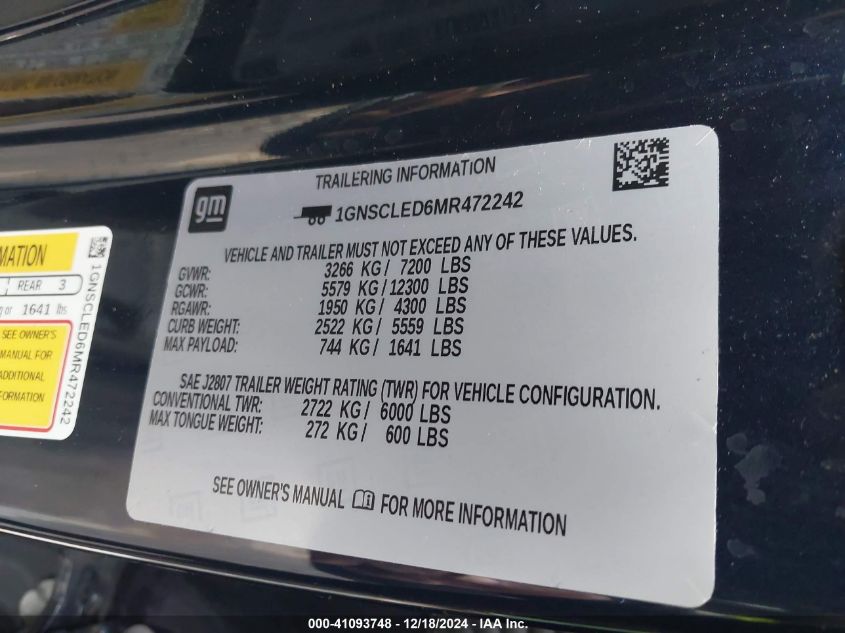 TRAILERING INFORMATION
gm
1GNSCLED6MR472242
VEHICLE AND TRAILER MUST NOT EXCEED ANY OF THESE VALUES.
GVWR: 3266 KG / 7200 LBS
GCWR: 5579 KG / 12300 LBS
RGAWR: 1950 KG / 4300 LBS
CURB WEIGHT: 2522 KG / 5559 LBS
MAX PAYLOAD: 744 KG / 1641 LBS
SAE J2807 TRAILER WEIGHT RATING (TWR) FOR VEHICLE CONFIGURATION.
CONVENTIONAL TWR: 2722 KG / 6000 LBS
MAX TONGUE WEIGHT: 272 KG / 600 LBS
SEE OWNER'S MANUAL FOR MORE INFORMATION
REAR 3
or 1641 lbs
SEE OWNER'S
MANUAL FOR
1GNSCLED6MR472242
000-41093748 - 12/18/2024 - IAA Inc.